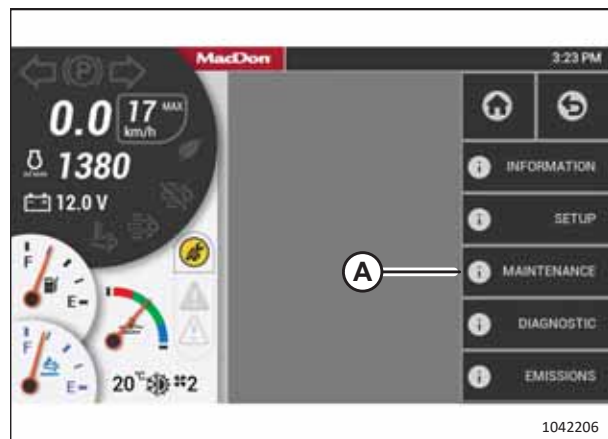 MacDon
3:23 PM
P
0.0 17 MAX
km/h
1380
12.0 V
INFORMATION
SETUP
A
MAINTENANCE
DIAGNOSTIC
EMISSIONS
F
E
F
E
20°C 2
1042206